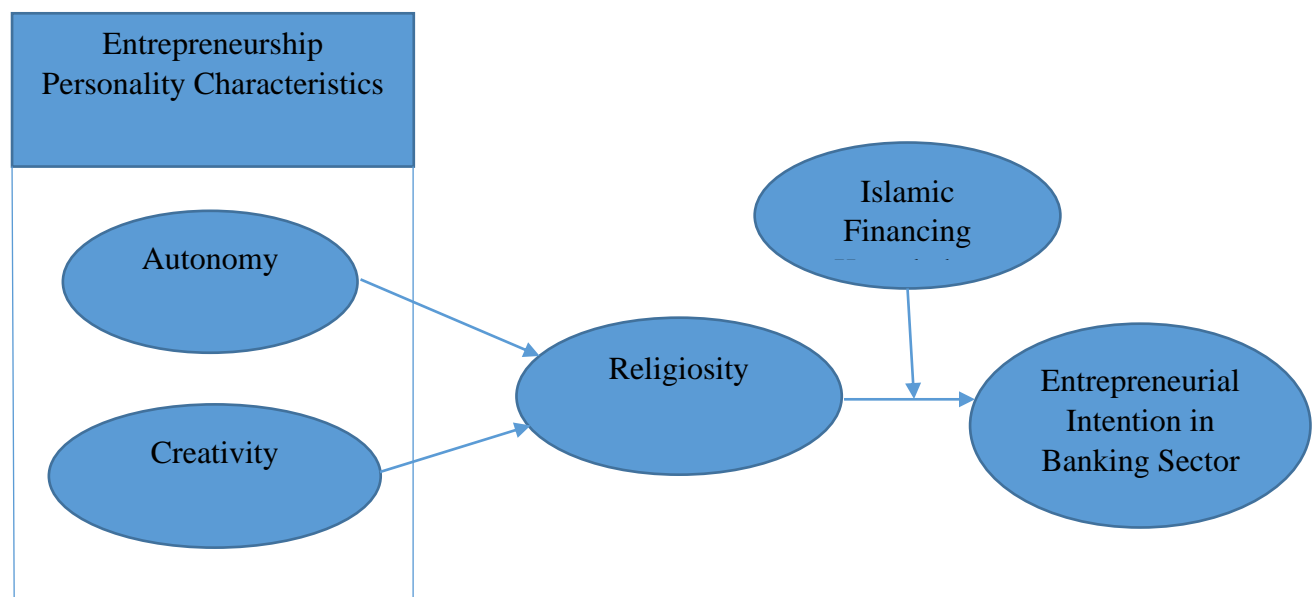 Entrepreneurship
Personality Characteristics
Autonomy
Creativity
Religiosity
Islamic
Financing
Entrepreneurial
Intention in
Banking Sector